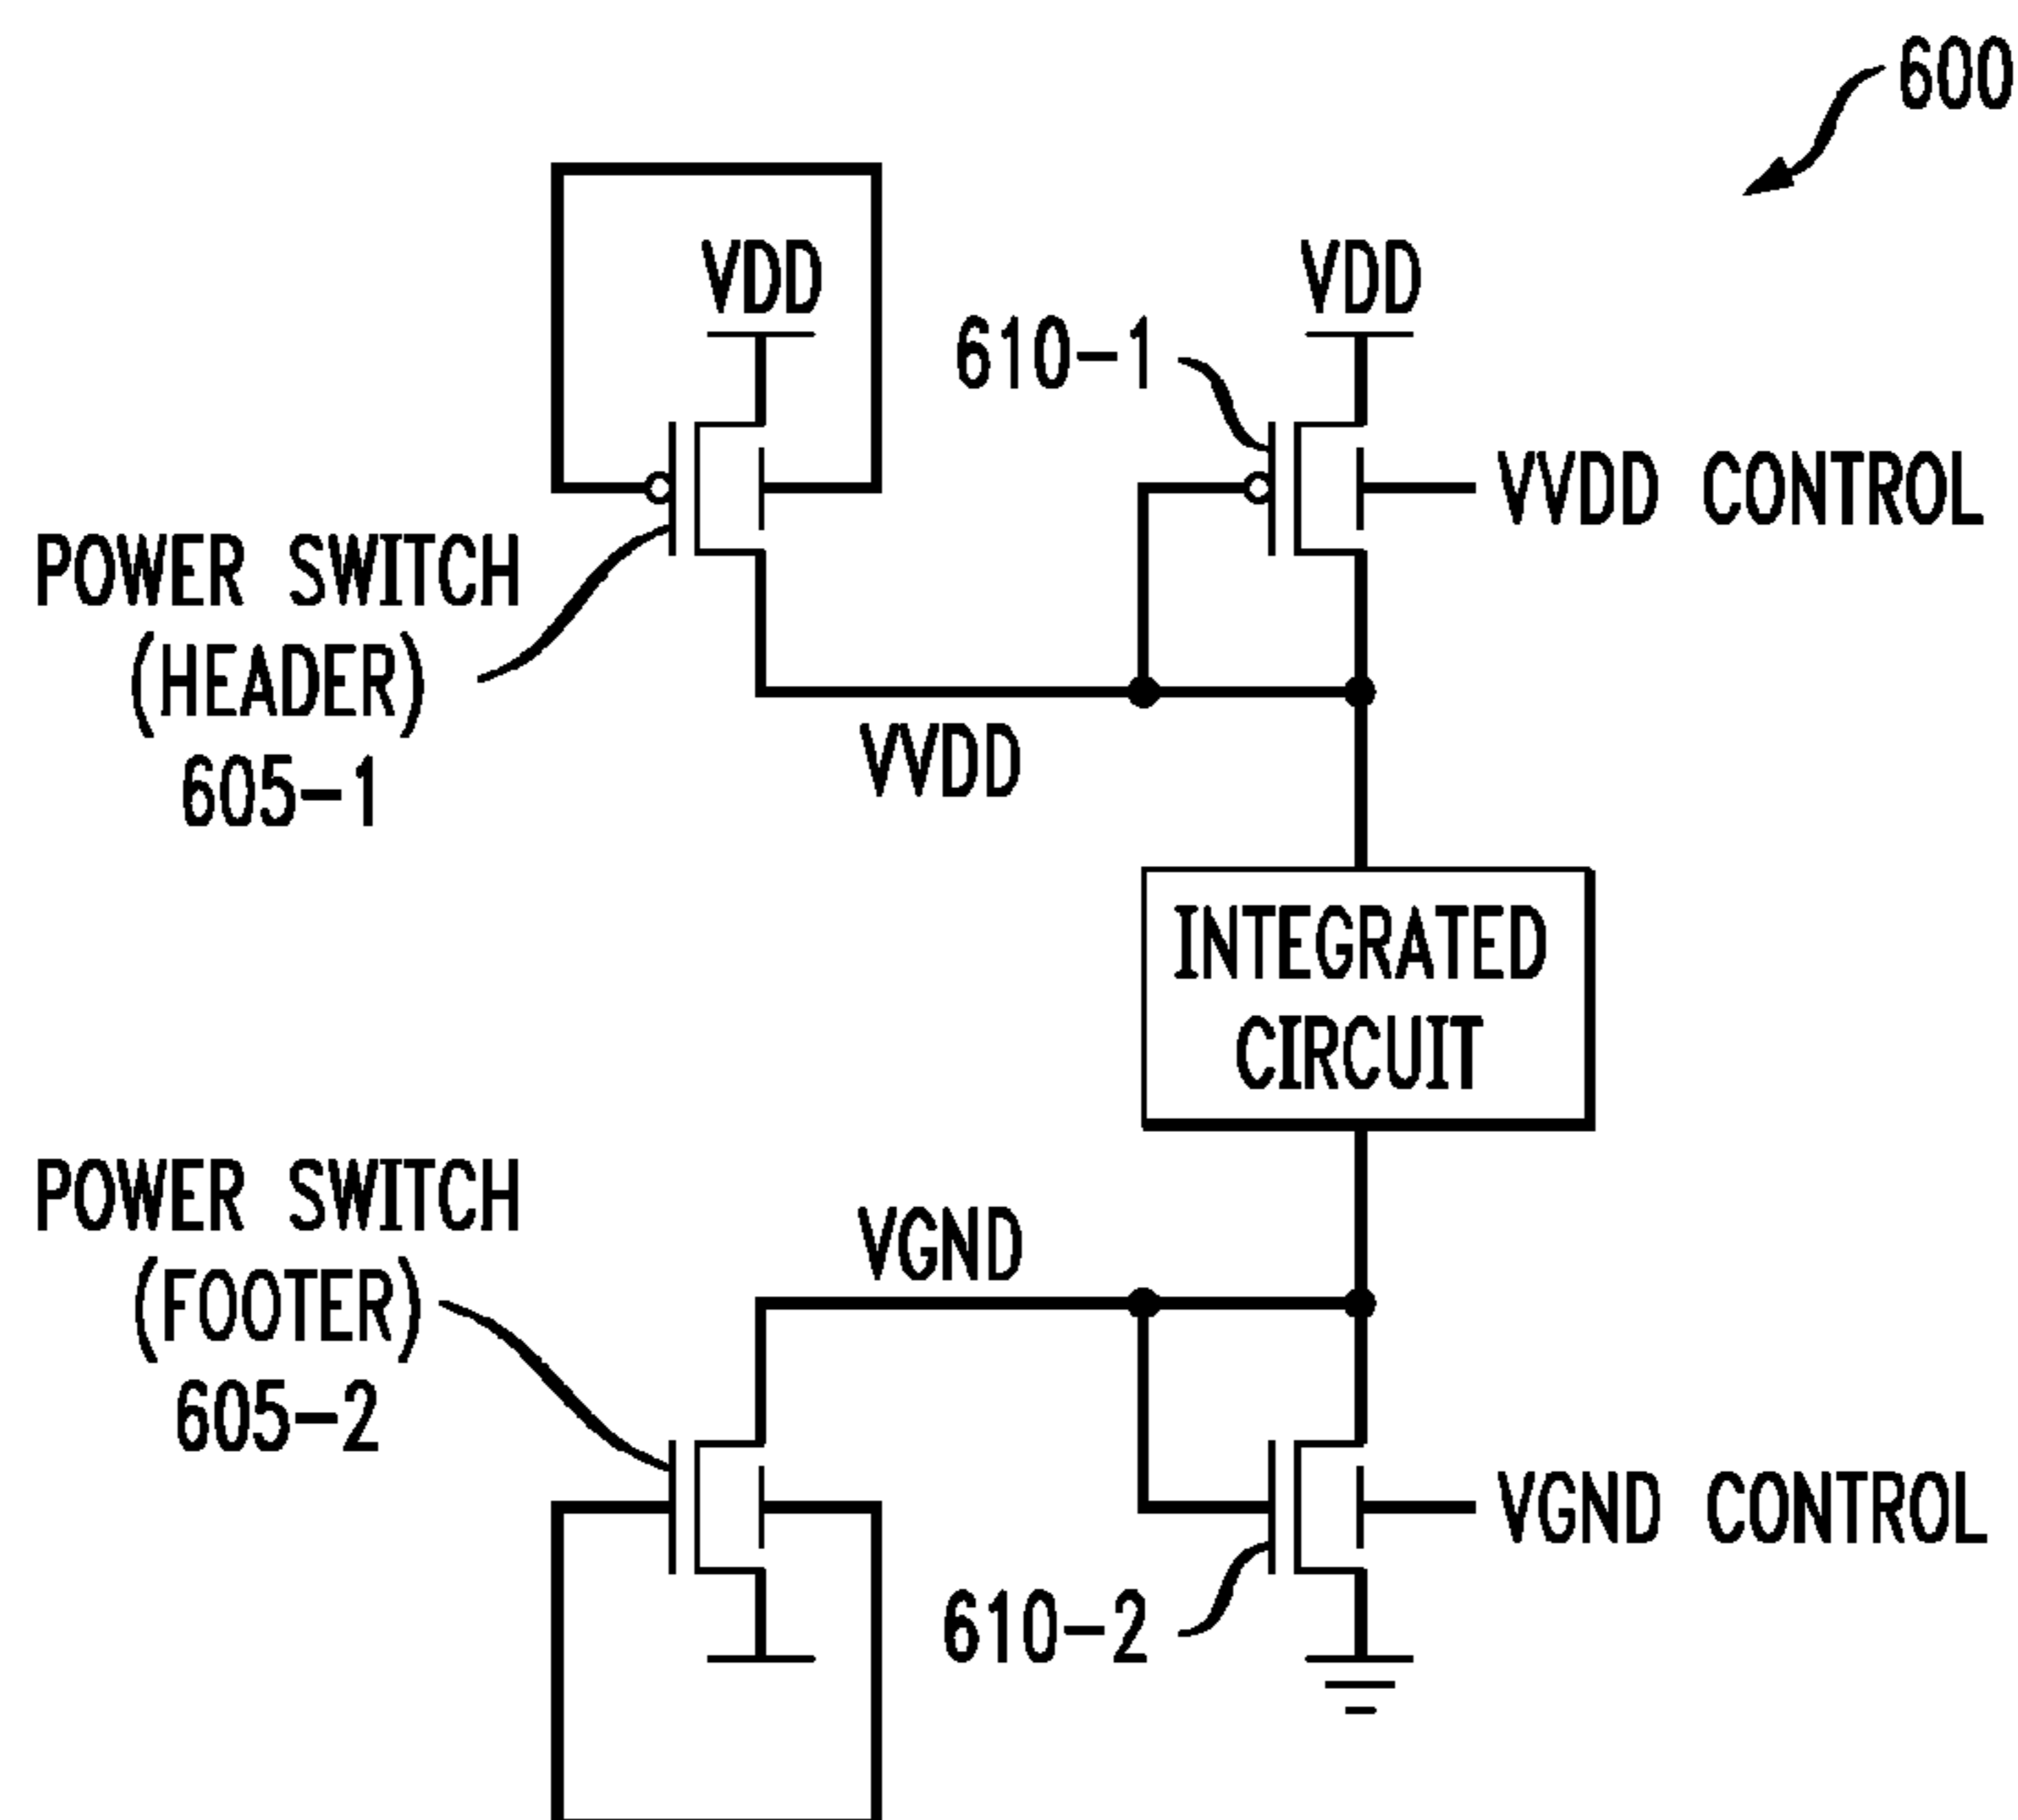 600
VDD
VDD
610-1
VVDD CONTROL
POWER SWITCH
(HEADER)
605-1
VVDD
INTEGRATED
CIRCUIT
POWER SWITCH
(FOOTER)
605-2
VGND
VGND CONTROL
610-2